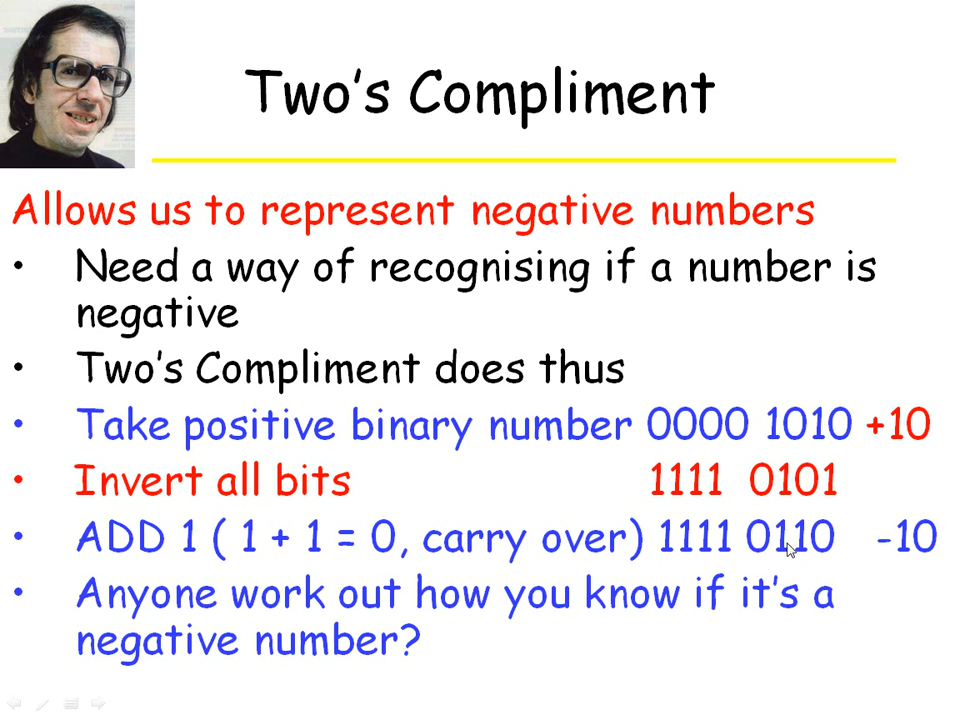 Two's Compliment
Allows us to represent negative numbers
• Need a way of recognising if a number is
negative
• Two's Compliment does thus
• Take positive binary number 0000 1010 +10
• Invert all bits 1111 0101
• ADD 1 ( 1 + 1 = 0, carry over) 1111 0110 -10
• Anyone work out how you know if it's a
negative number?